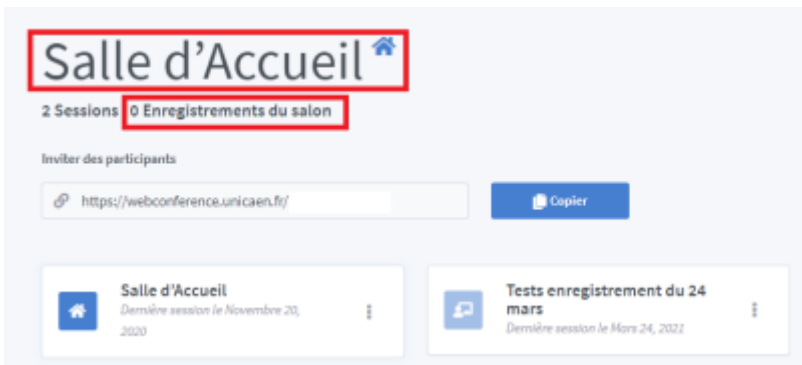 Salle d'Accueil
2 Sessions 0 Enregistrements du salon
Inviter des participants
https://webconference.unicaen.fr/
Copier
Salle d'Accueil
Dernière session le Novembre 20,
2020
Tests enregistrement du 24
mars
Dernière session le Mars 24, 2021